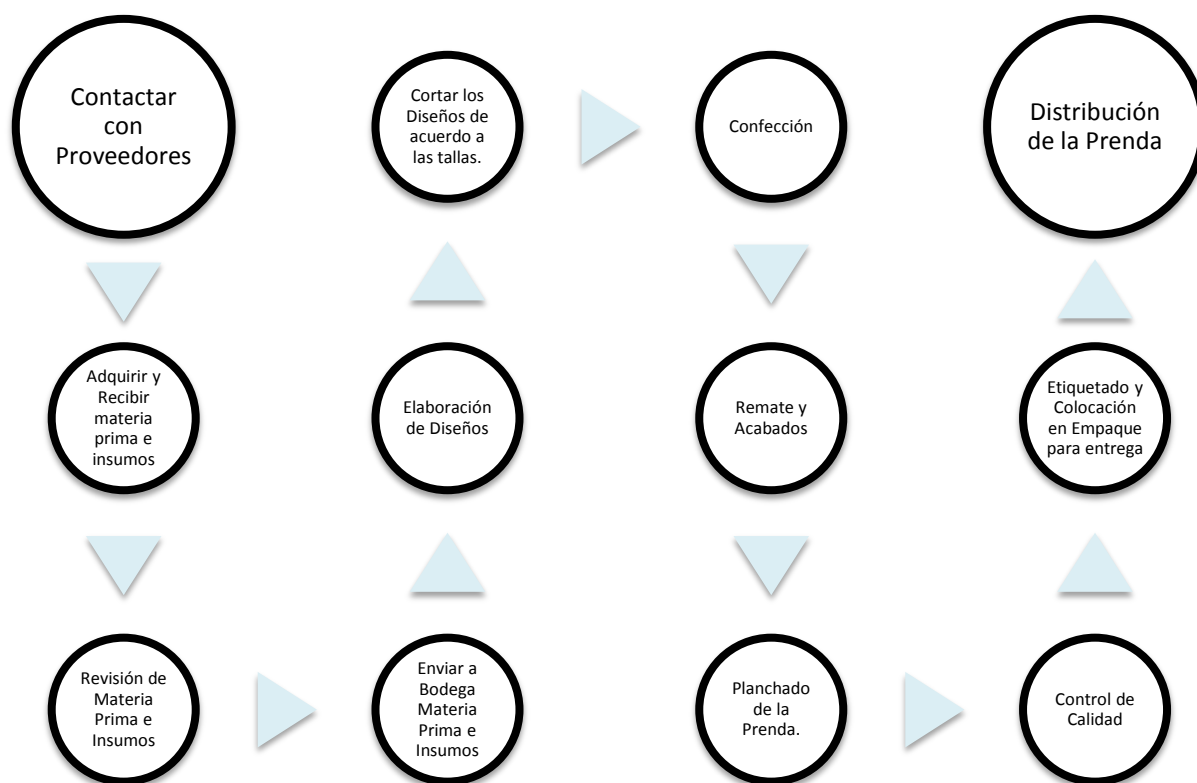 Contactar
con
Proveedores
Adquirir y
Recibir
materia
prima e
insumos
Revisión de
Materia
Prima e
Insumos
Enviar a
Bodega
Materia
Prima e
Insumos
Elaboración
de Diseños
Cortar los
Diseños de
acuerdo a
las tallas.
Confección
Remate y
Acabados
Planchado
de la
Prenda.
Control de
Calidad
Etiquetado y
Colocación
en Empaque
para entrega
Distribución
de la Prenda